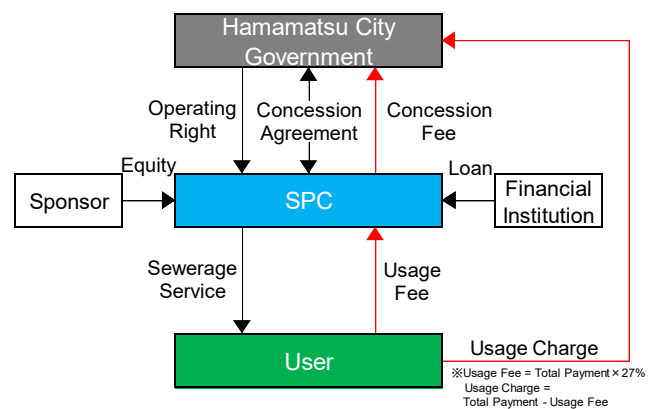 Hamamatsu City
Government
Operating
Right
Concession
Agreement
Concession
Fee
Equity
Loan
Sponsor
SPC
Financial
Institution
Sewerage
Service
Usage
Fee
User
Usage Charge
※Usage Fee = Total Payment×27%
Usage Charge =
Total Payment - Usage Fee